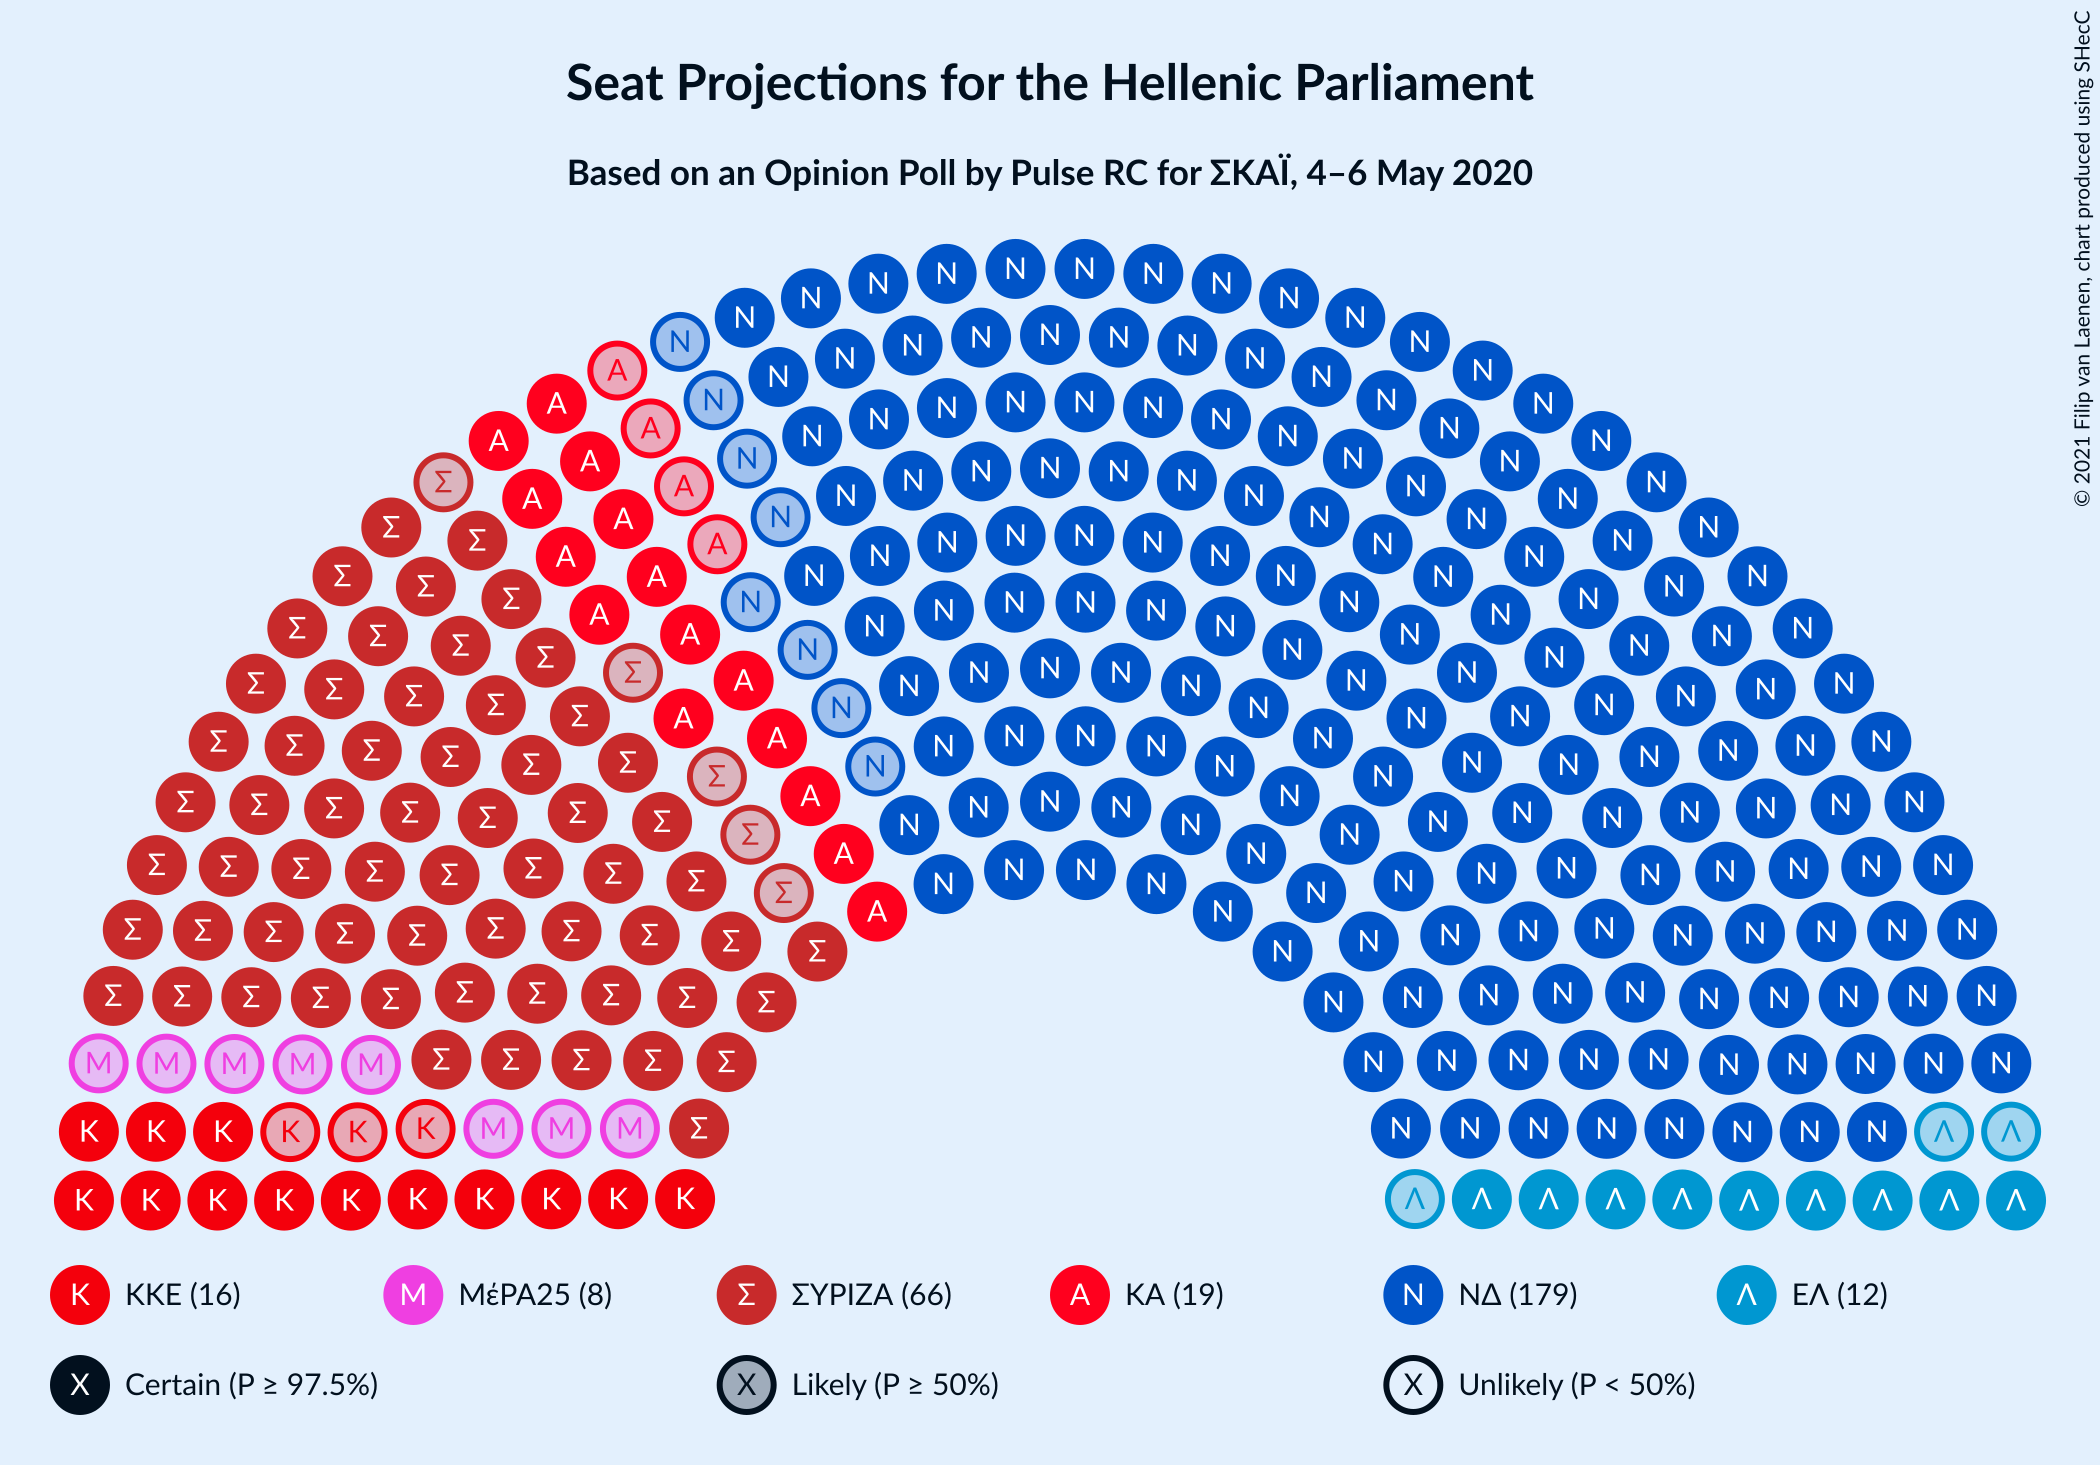 Seat Projections for the Hellenic Parliament
Based on an Opinion Poll by Pulse RC for ΣΚΑΪ, 4–6 May 2020
© 2021 Filip van Laenen, chart produced using SHecC
K ΚΚΕ (16) M ΜέΡΑ25 (8) Σ ΣΥΡΙΖΑ (66) A ΚΑ (19) N ΝΔ (179) Λ ΕΛ (12)
X Certain (P ≥ 97.5%) X Likely (P ≥ 50%) X Unlikely (P < 50%)